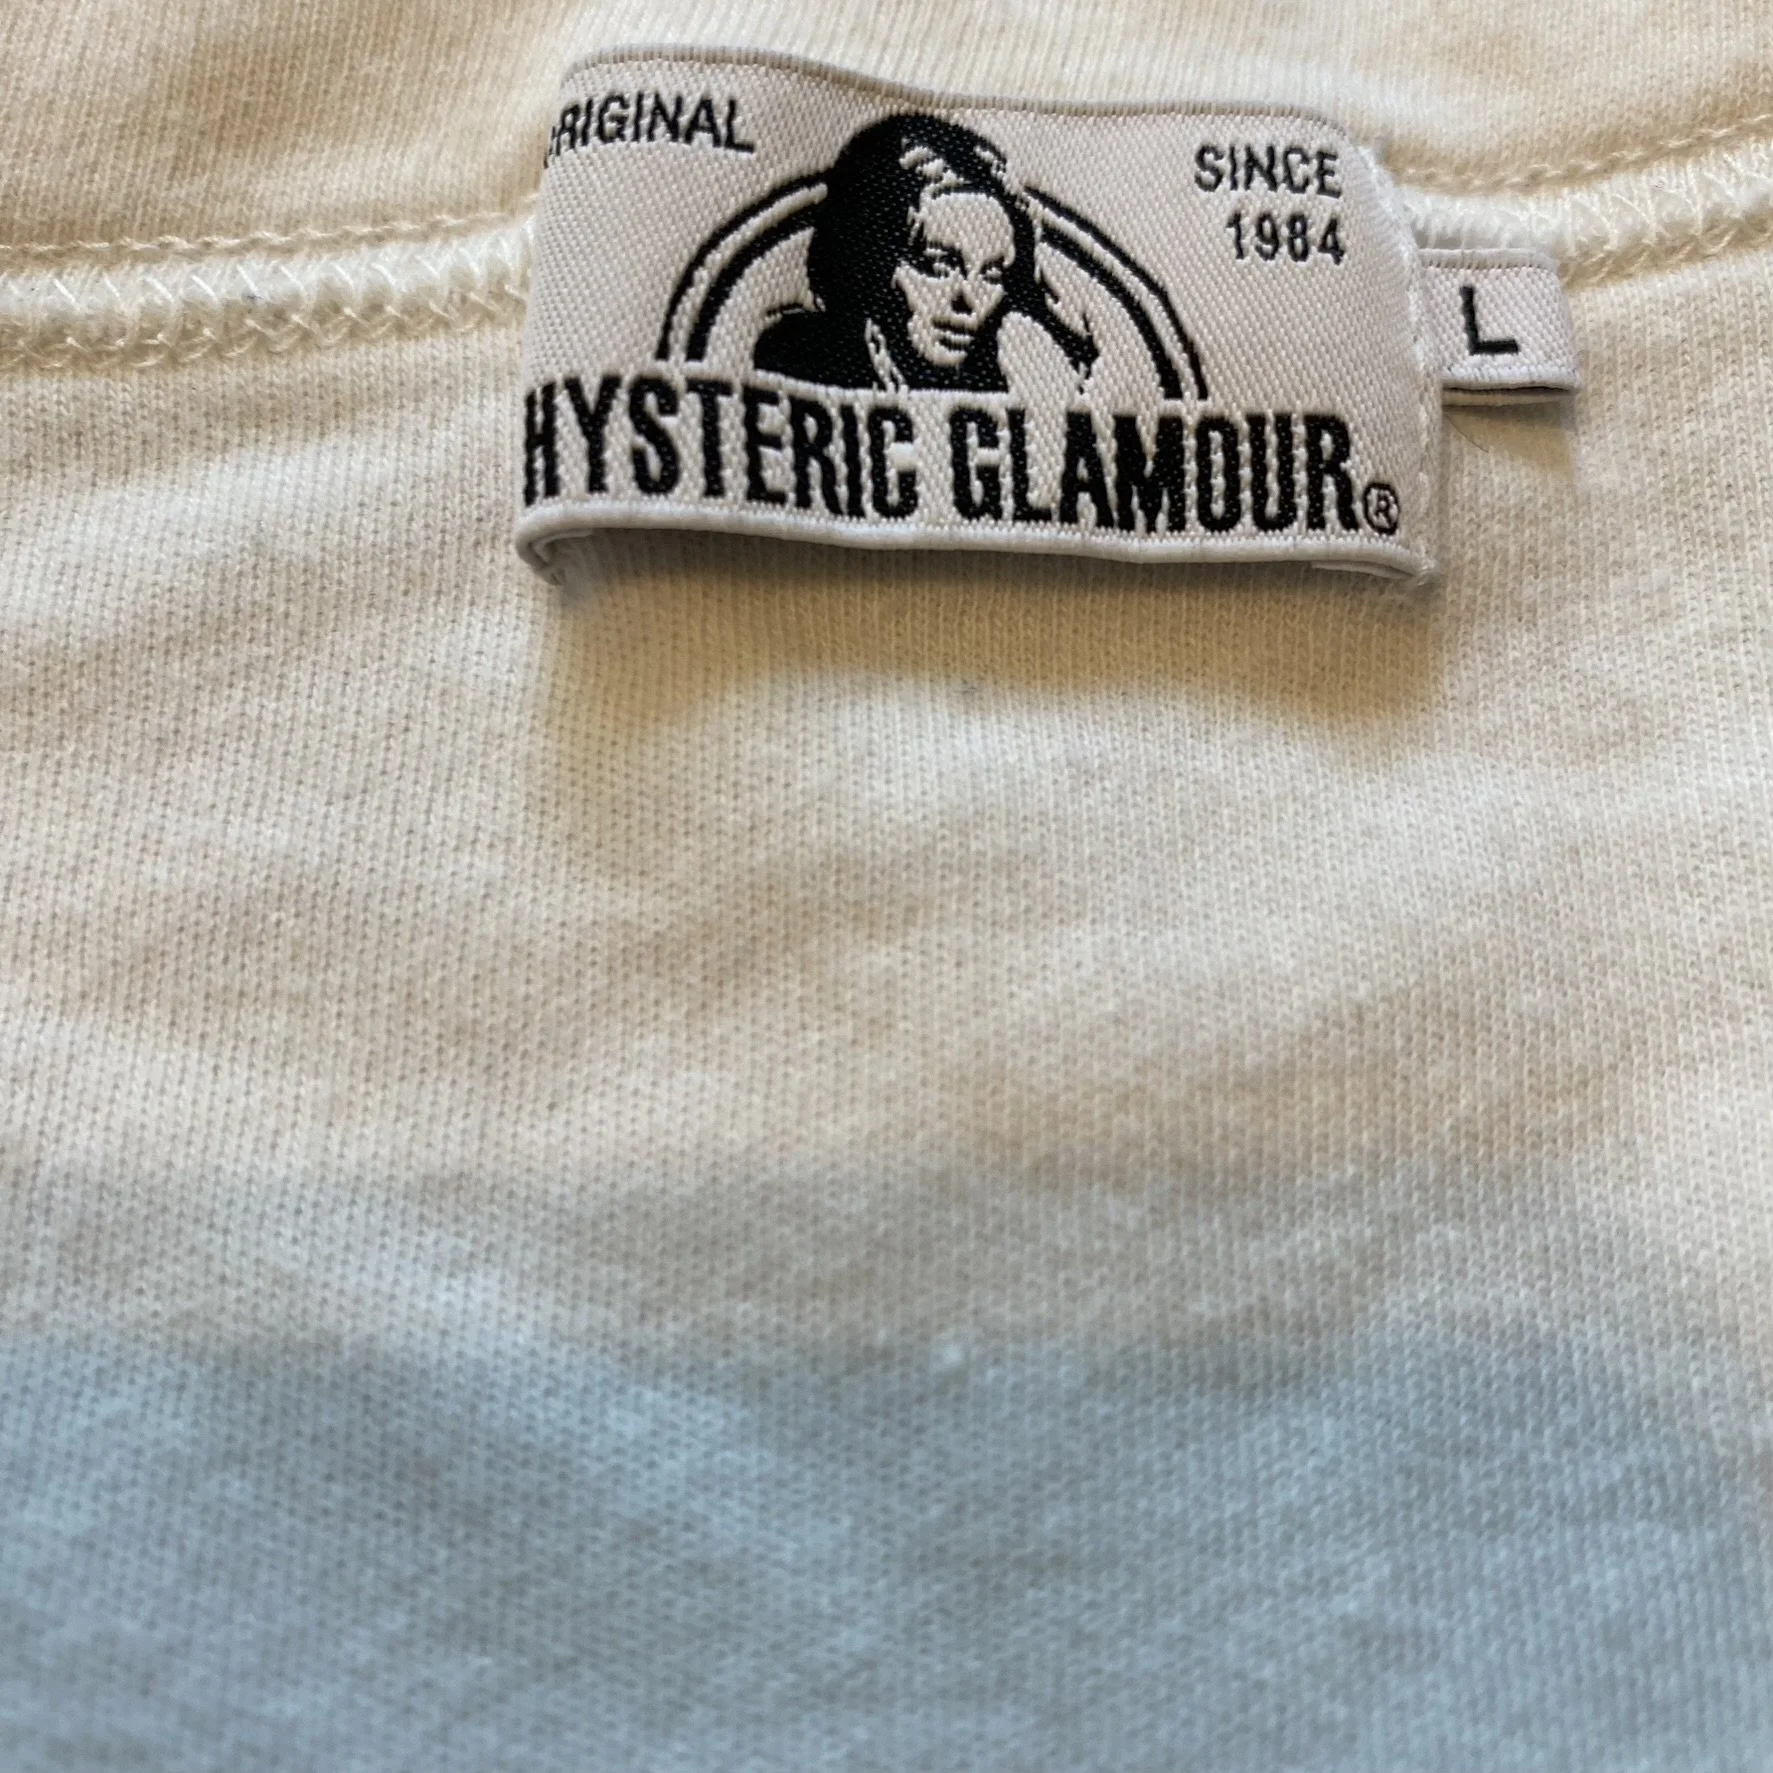 ORIGINAL
SINCE
1984
HYSTERIC GLAMOUR®
L